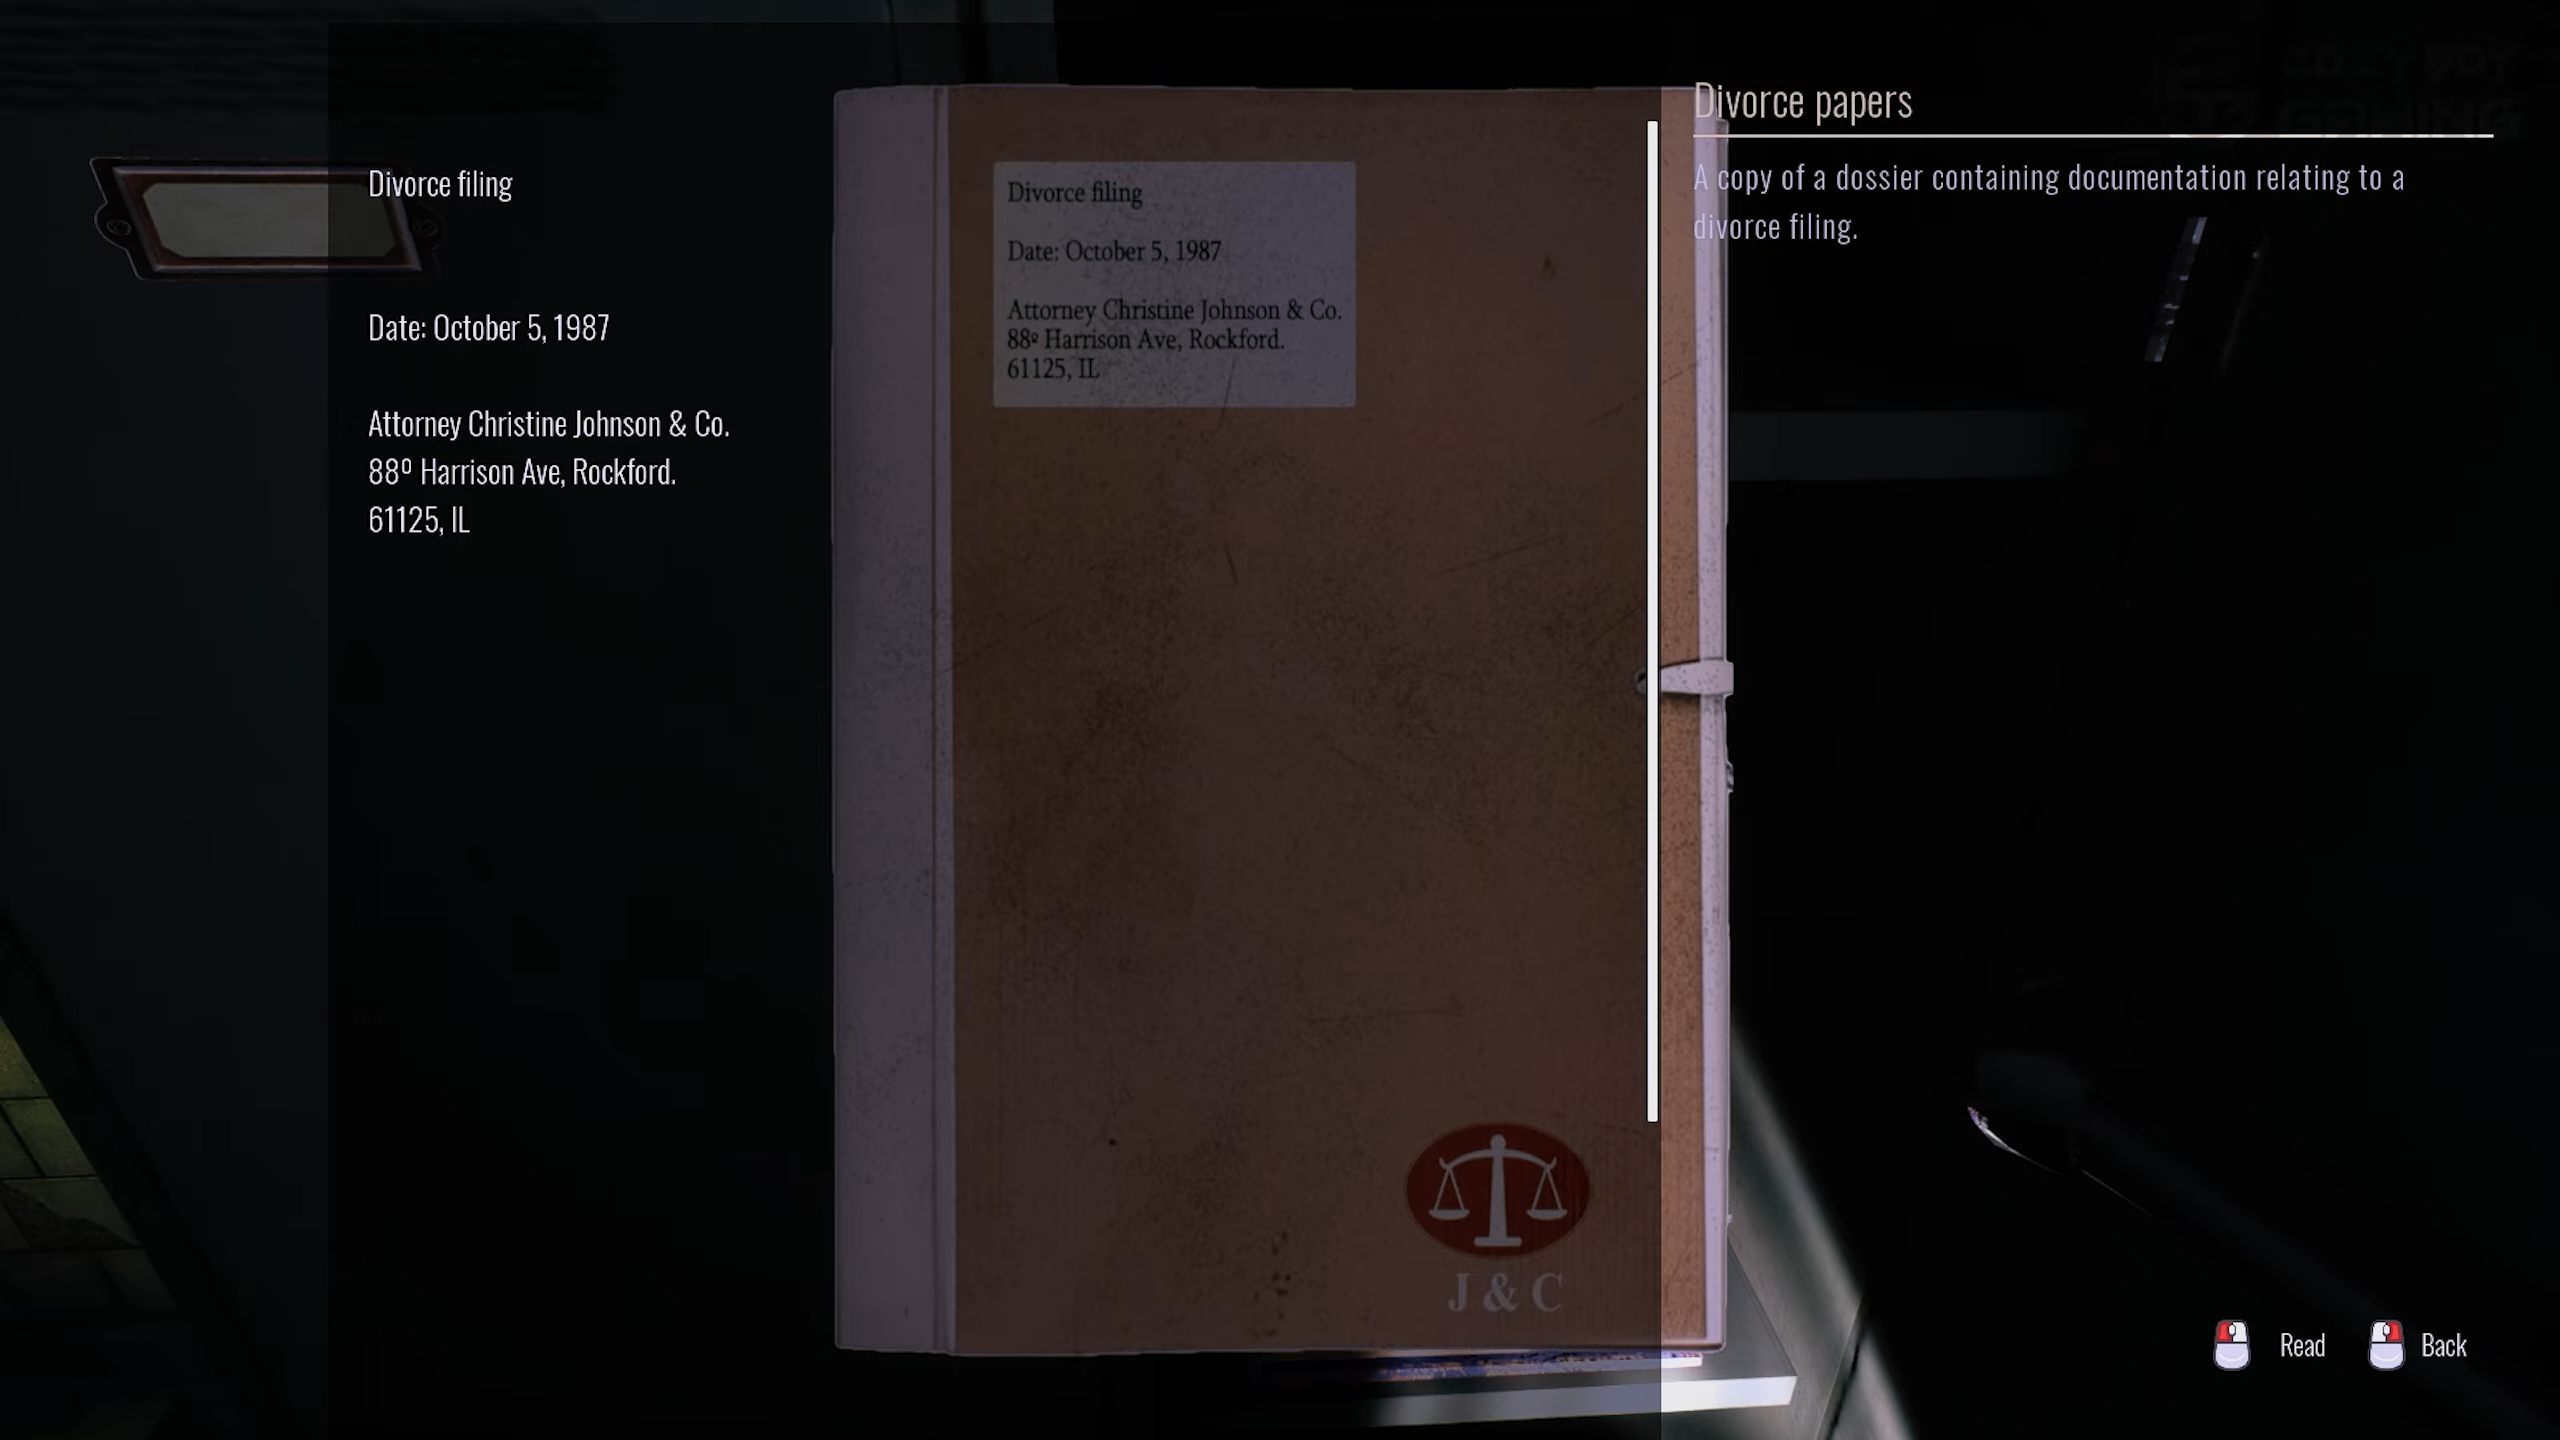 Divorce filing
Date: October 5, 1987
Attorney Christine Johnson & Co.
88º Harrison Ave, Rockford.
61125, IL
Divorce filing
Date: October 5, 1987
Attorney Christine Johnson & Co.
88º Harrison Ave, Rockford.
61125, IL
J & C
Divorce papers
A copy of a dossier containing documentation relating to a
divorce filing.
Read
Back